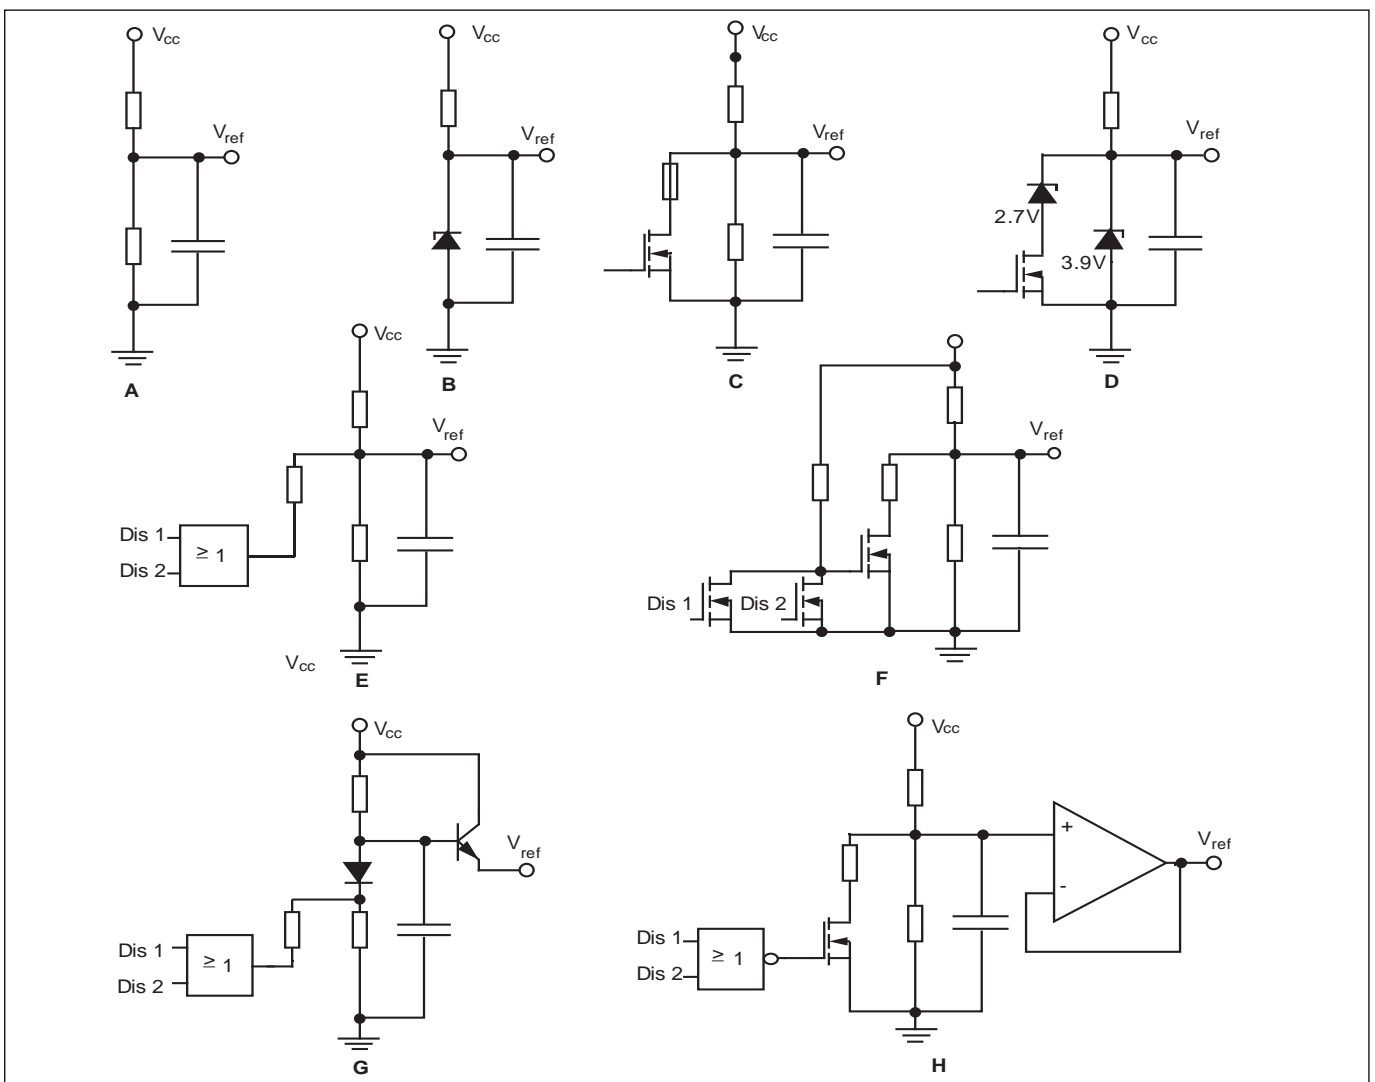 Vcc
Vcc
Vcc
Vcc
Vref
Vref
Vref
Vref
2.7V
3.9V
A
B
C
D
Vcc
Vref
Vref
Dis 1
Dis 2
≥ 1
Dis 1
Dis 2
Vcc
E
F
Vcc
Vcc
Vref
Vref
+
-
Dis 1
Dis 2
≥ 1
Dis 1
Dis 2
≥ 1
G
H